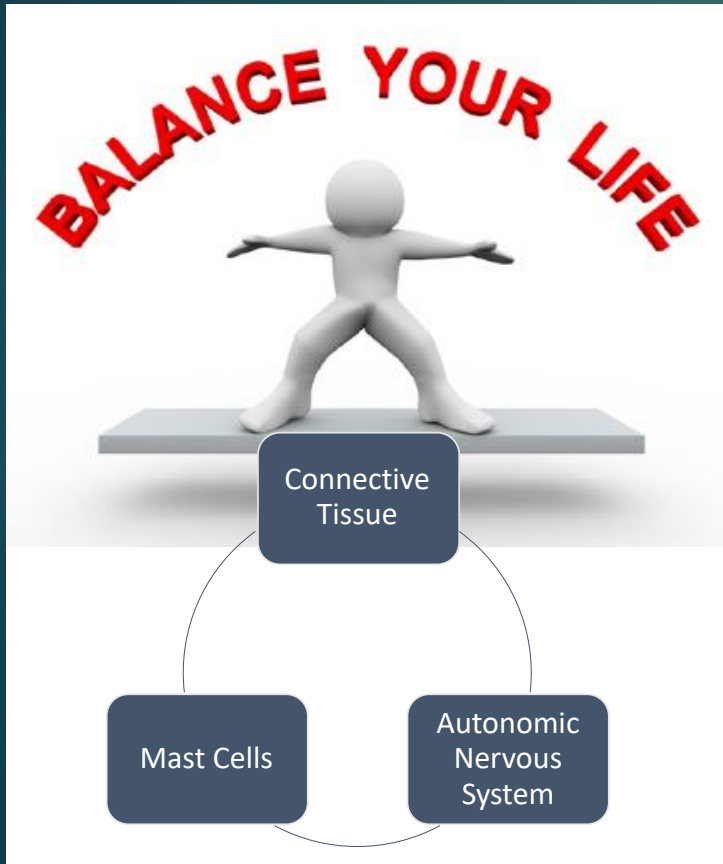 BALANCE YOUR LIFE
Connective
Tissue
Mast Cells
Autonomic
Nervous
System